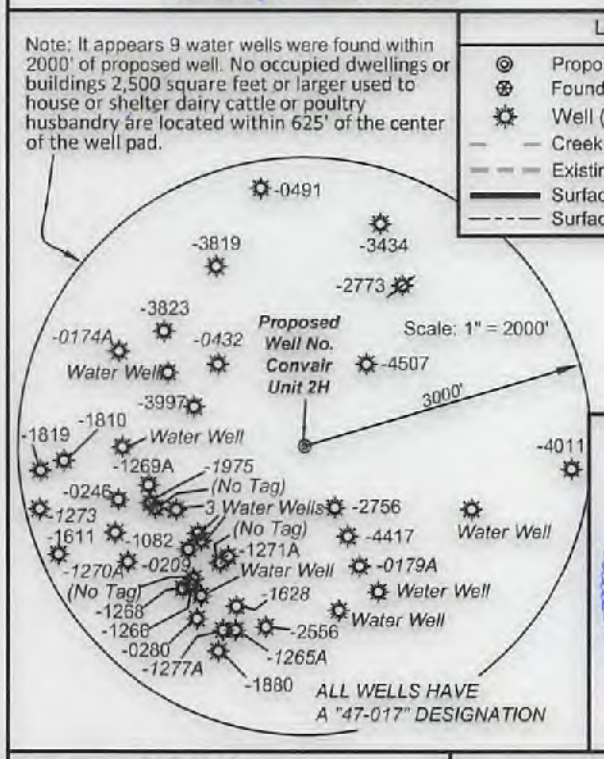 Note: It appears 9 water wells were found within
2000' of proposed well. No occupied dwellings or
buildings 2,500 square feet or larger used to
house or shelter dairy cattle or poultry
husbandry are located within 625' of the center
of the well pad.
L
Propo
Found
Well (
Creek
Existin
Surfac
Surfac
-0491
-3434
-3819
-2773
-3823
-0174A
-0432
Water Well
Proposed
Well No.
Convair
Unit 2H
Scale: 1" = 2000'
-4507
3000'
-3997
-1810
-1819
Water Well
-4011
-1269A
-1975
(No Tag)
-0246
3 Water Wells
-2756
-1273
(No Tag)
Water Well
-1611
-1082
-4417
-1271A
-1270A
-0209
-0179A
(No Tag)
Water Well
Water Well
-1268
-1628
Water Well
-1266
-2556
-0280
-1277A
-1265A
-1880
ALL WELLS HAVE
A "47-017" DESIGNATION